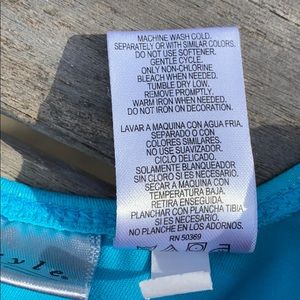 MACHINE WASH COLD.
SEPARATELY OR WITH SIMILAR COLORS.
DO NOT USE SOFTENER.
GENTLE CYCLE.
ONLY NON-CHLORINE
BLEACH WHEN NEEDED.
TUMBLE DRY LOW.
REMOVE PROMPTLY.
WARM IRON WHEN NEEDED.
DO NOT IRON ON DECORATION.
LAVAR A MAQUINA CON AGUA FRIA.
SEPARADO O CON
COLORES SIMILARES.
NO USE SUAVIZADOR.
CICLO DELICADO.
SOLAMENTE BLANQUEADOR
SIN CLORO SI ES NECESARIO.
SECAR A MAQUINA CON
TEMPERATURA BAJA.
RETIRAR ENSEGUIDA.
PLANCHAR CON PLANCHA TIBIA
SI ES NECESARIO.
NO PLANCHE EN LOS ADORNOS.
RN 50369
tyle®